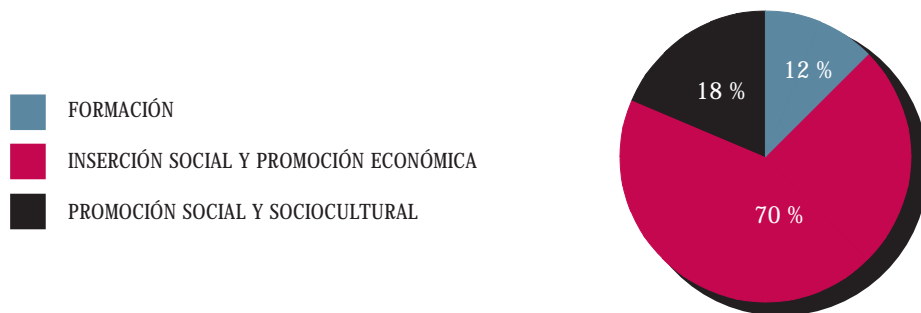 12 %
18 %
FORMACIÓN
INSERCIÓN SOCIAL Y PROMOCIÓN ECONÓMICA
PROMOCIÓN SOCIAL Y SOCIOCULTURAL
70 %